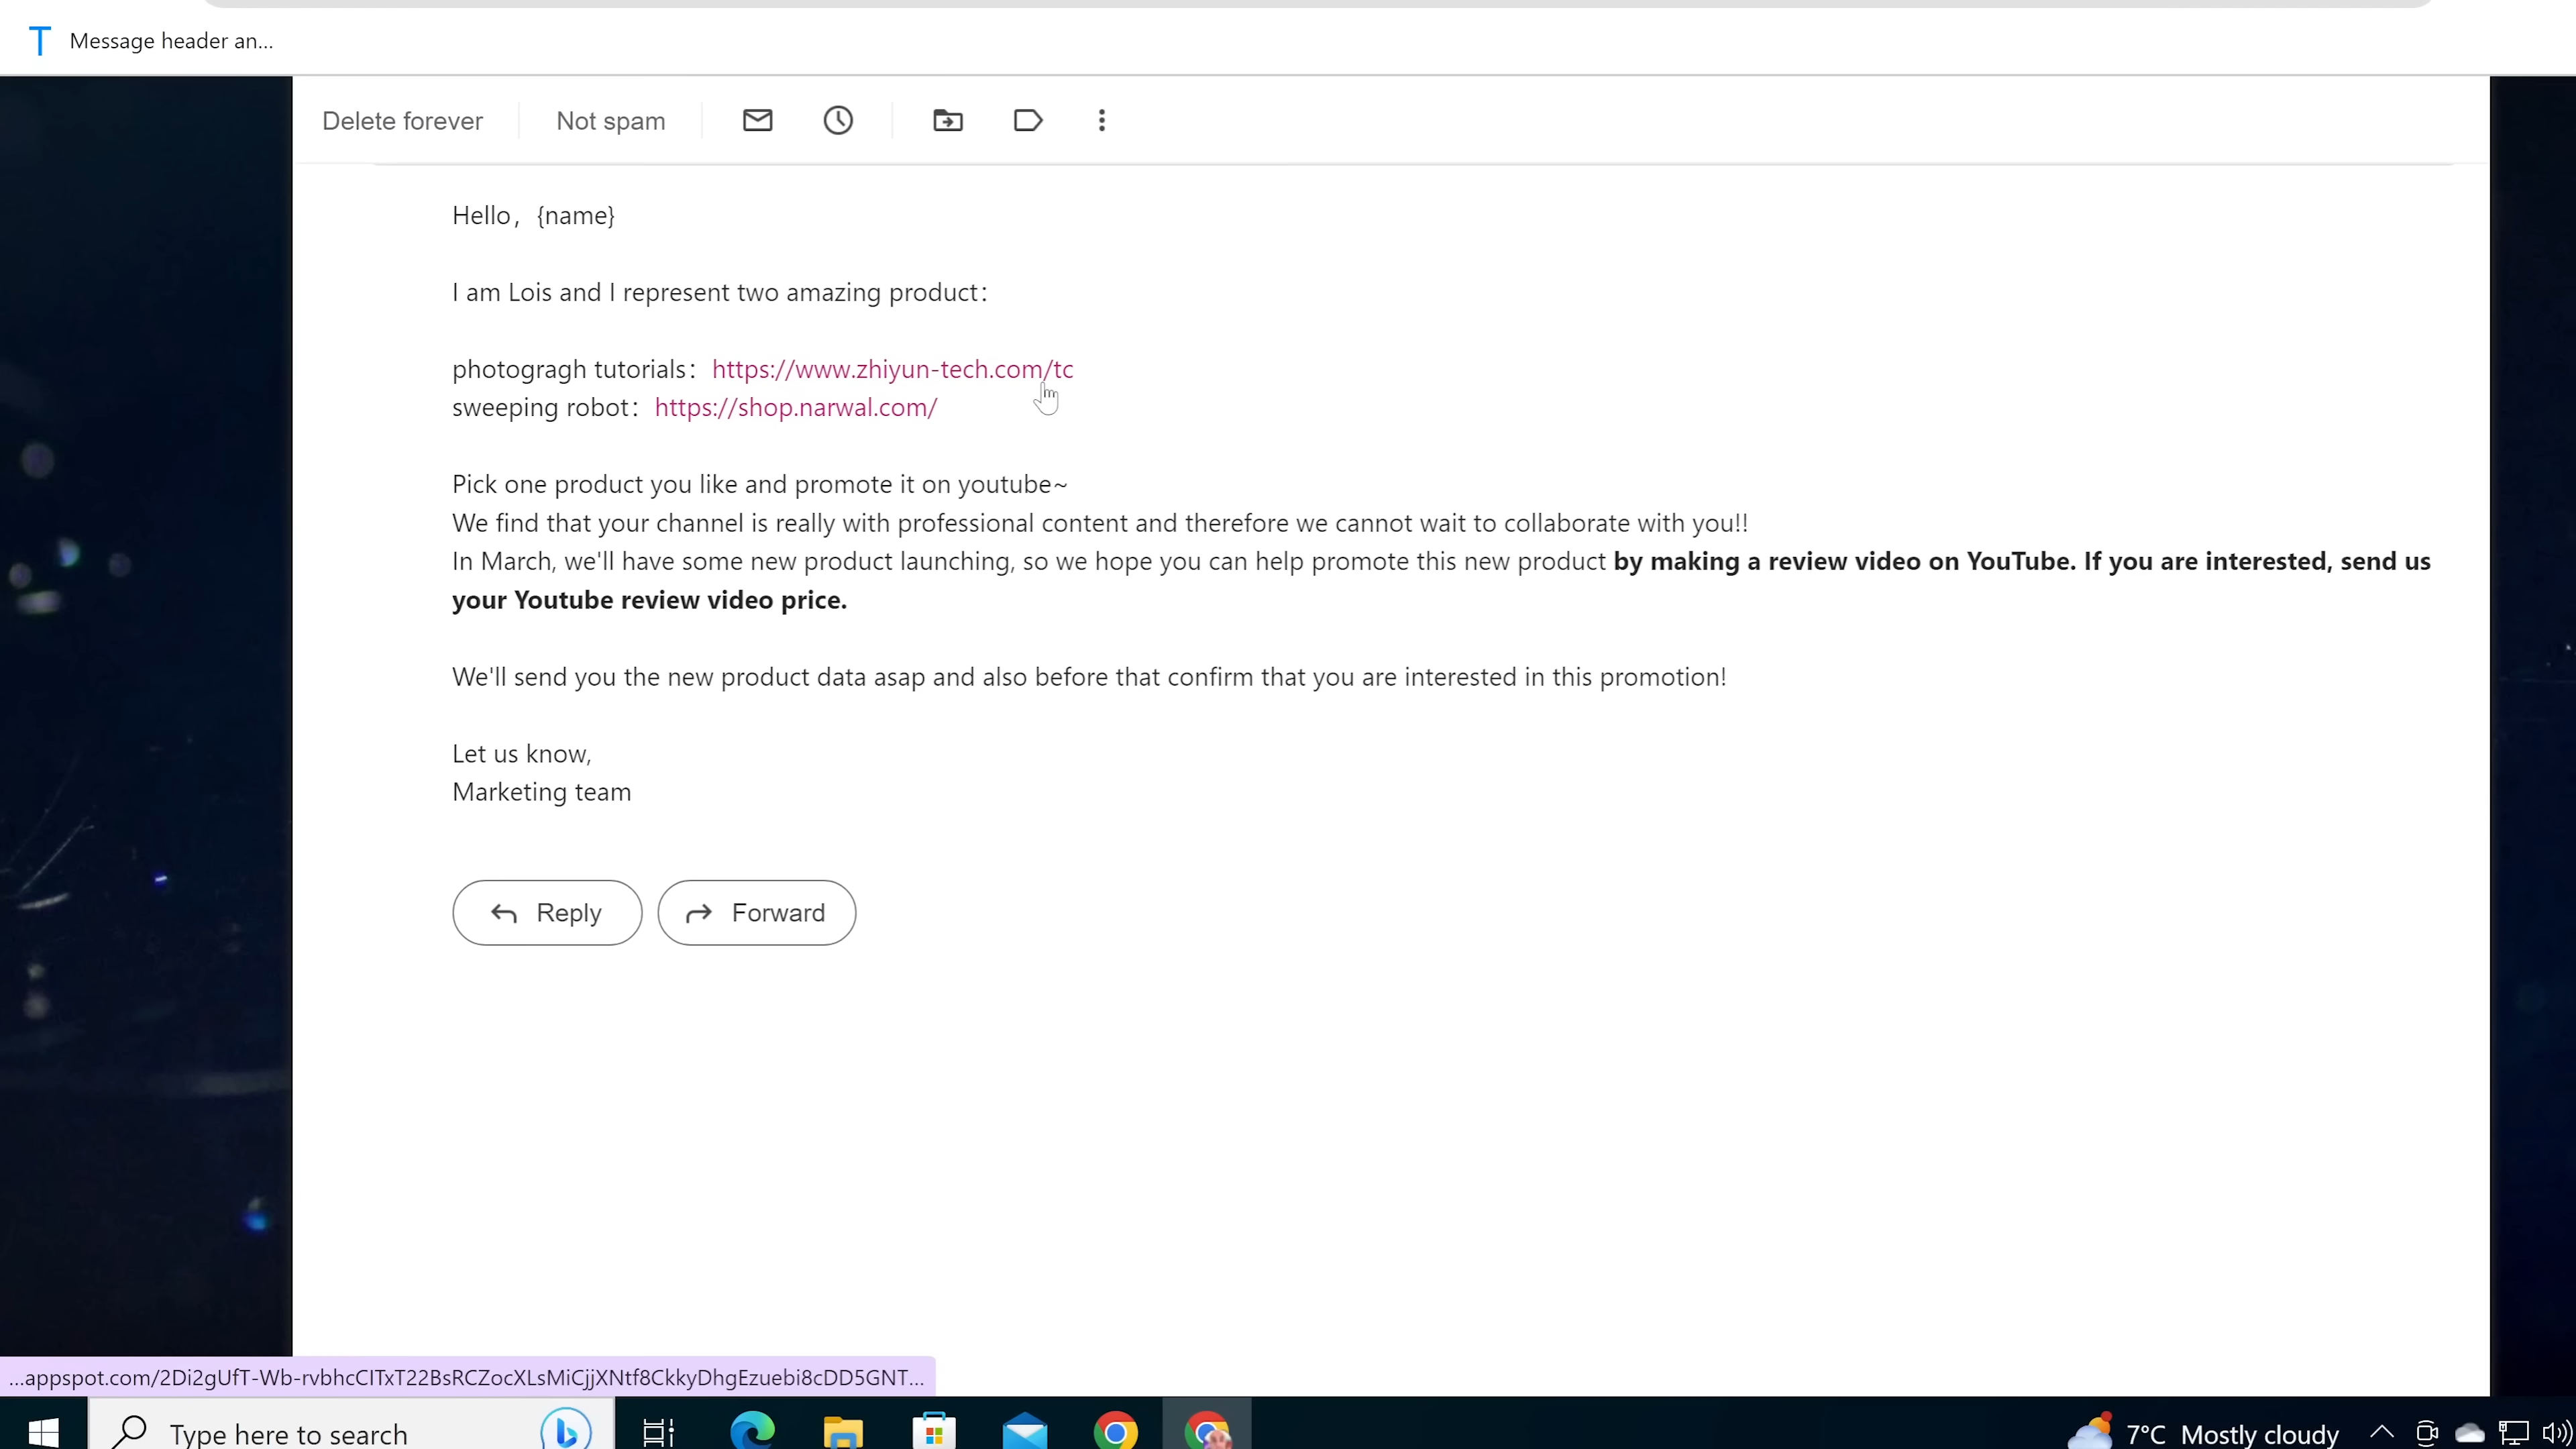 Message header an...
Delete forever
Not spam
Hello, {name}
I am Lois and I represent two amazing product：
photogragh tutorials：https://www.zhiyun-tech.com/tc
sweeping robot：https://shop.narwal.com/
Pick one product you like and promote it on youtube~
We find that your channel is really with professional content and therefore we cannot wait to collaborate with you!!
In March, we'll have some new product launching, so we hope you can help promote this new product by making a review video on YouTube. If you are interested, send us
your Youtube review video price.
We'll send you the new product data asap and also before that confirm that you are interested in this promotion!
Let us know,
Marketing team
Reply
Forward
...appspot.com/2Di2gUfT-Wb-rvbhcCITxT22BsRCZocXLsMiCjjXNtf8CkkyDhgEzuebi8cDD5GNT...
Type here to search
7°C Mostly cloudy